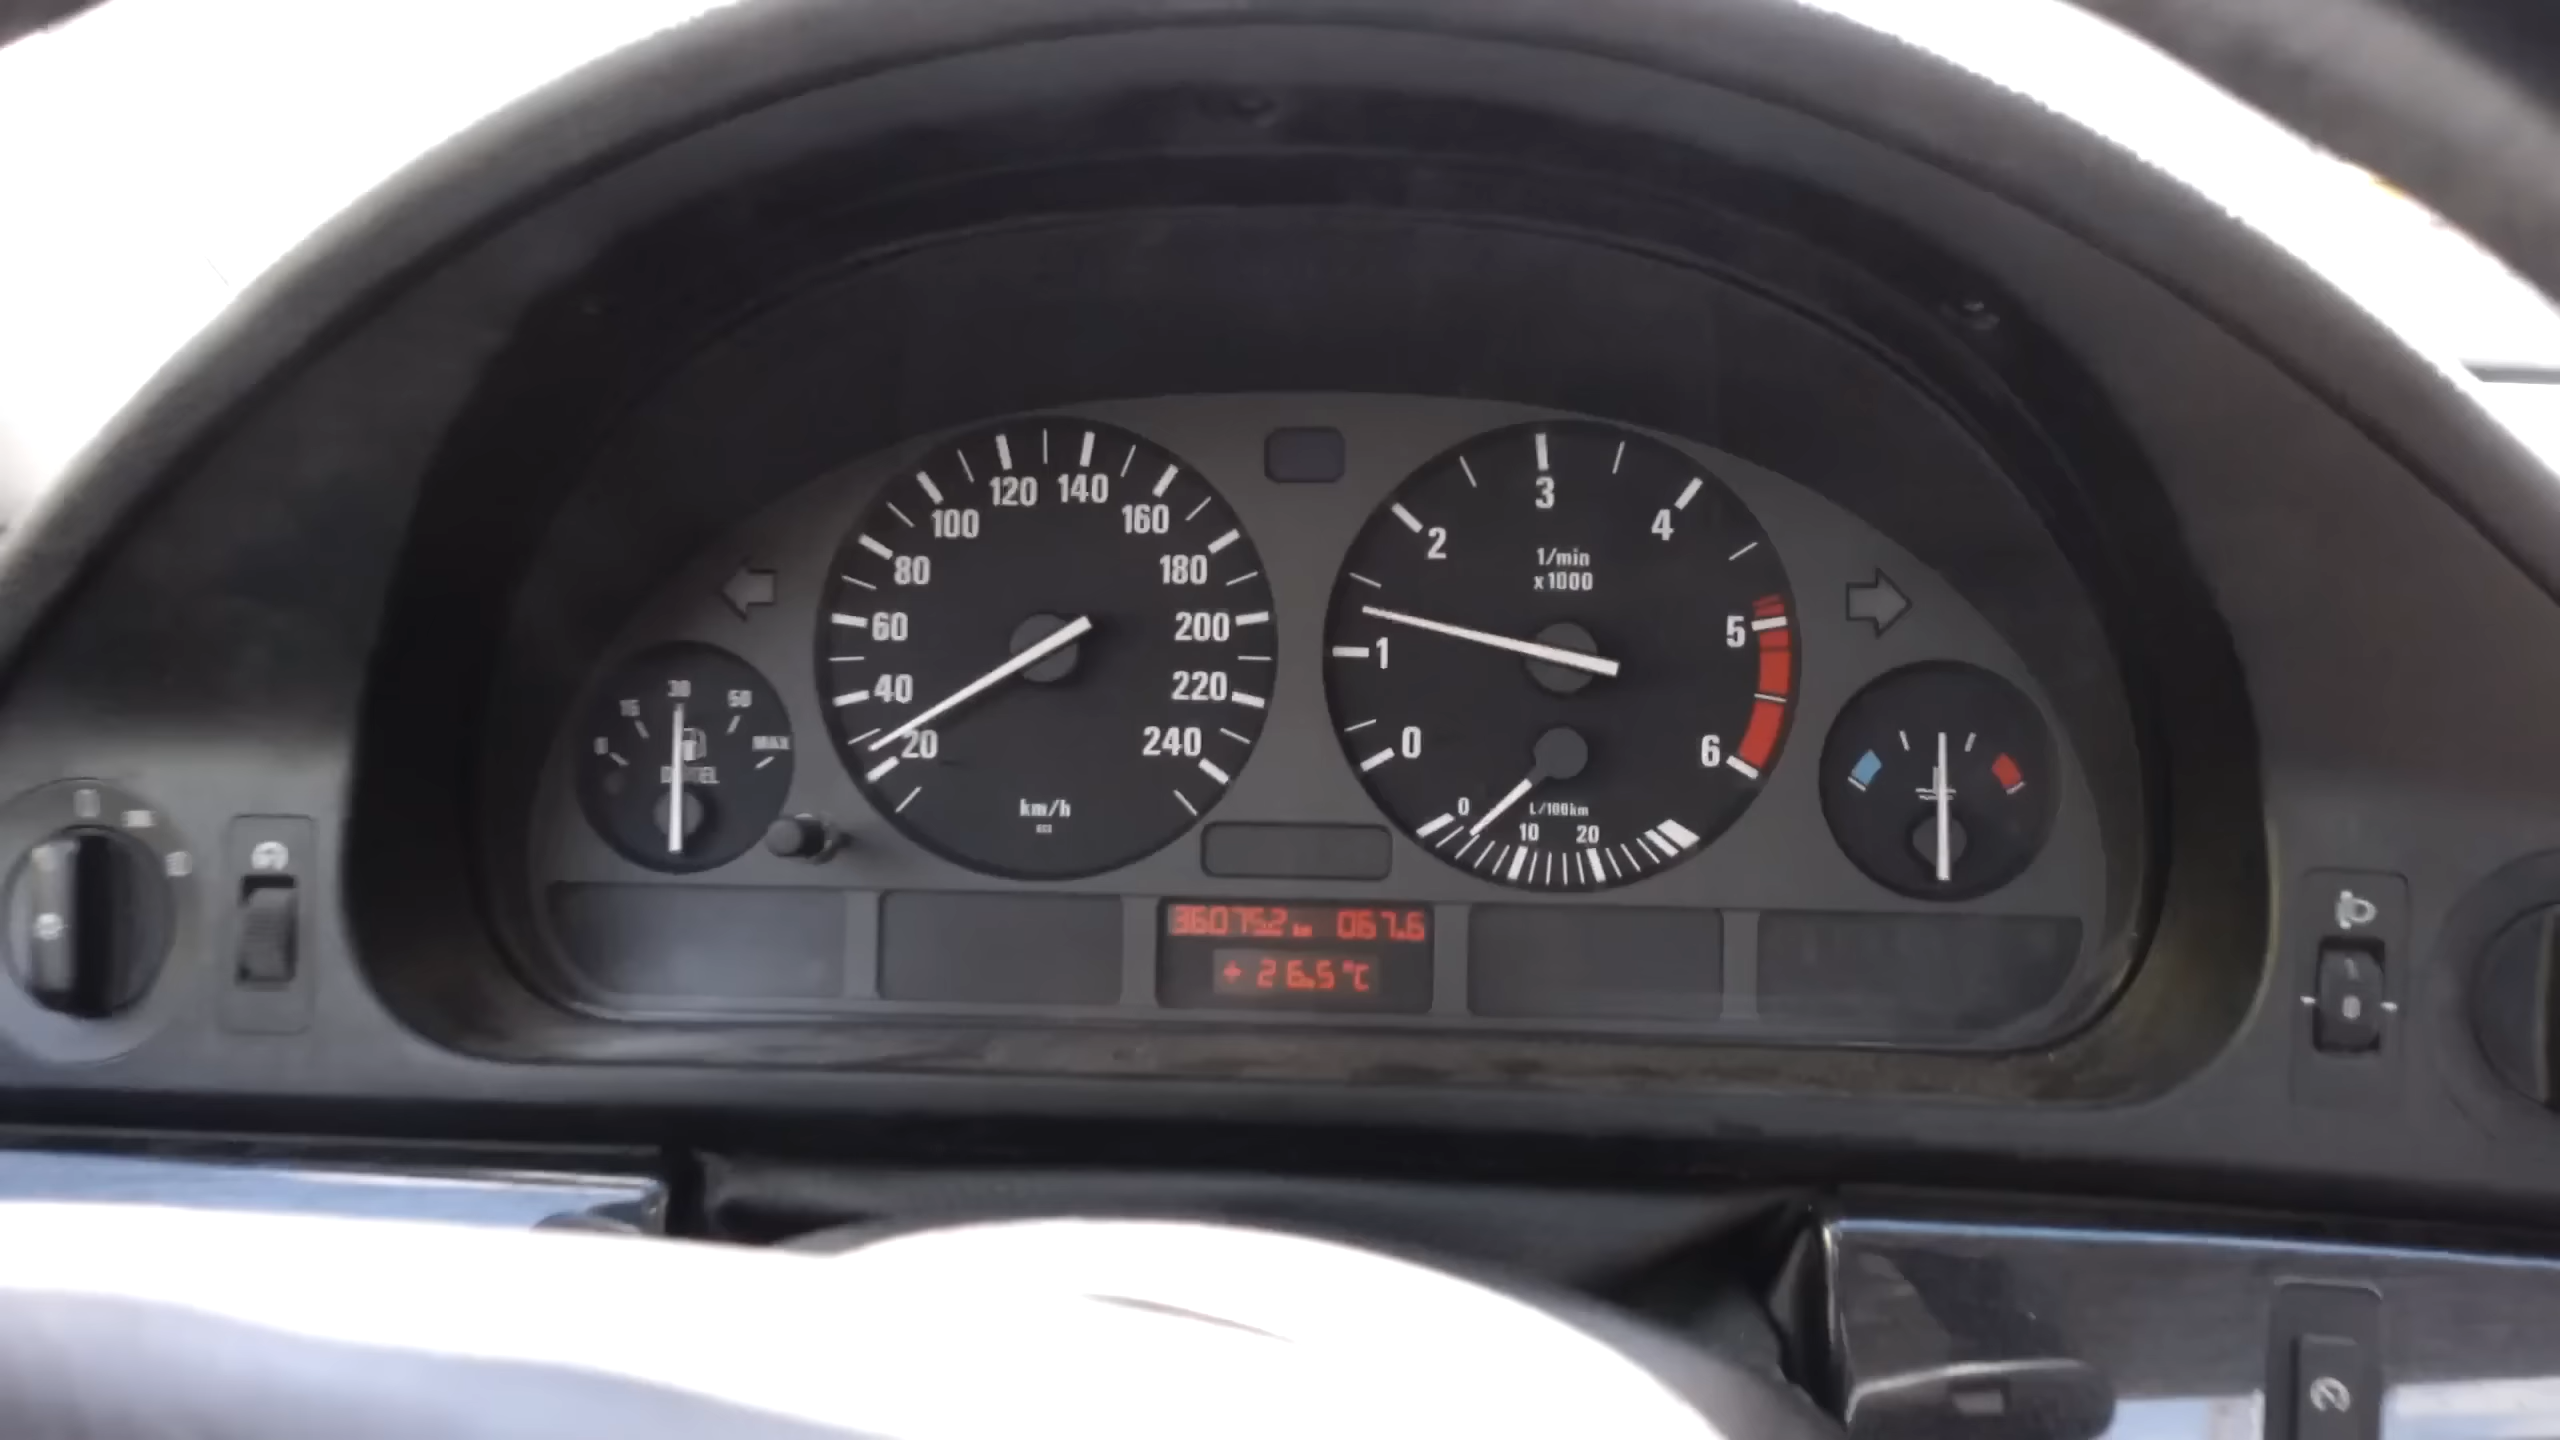 120 140
100 160
80 180
60 200
40 220
20 240
km/h
3
2 4
1/min
x1000
1 5
0 6
L/100km
0 10 20
30
15 50
0 MAX
DIESEL
360752 km 067.6
+ 26.5°C